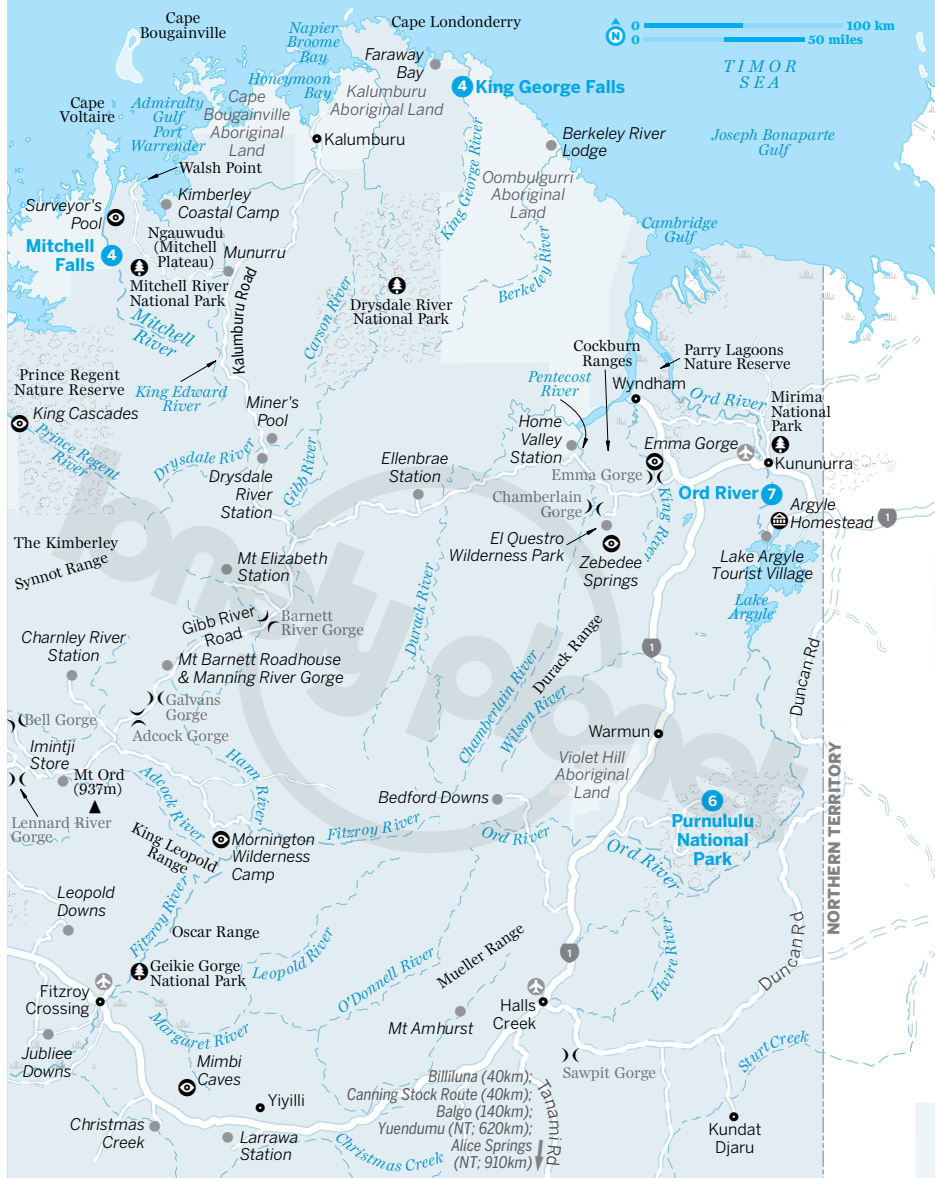 Cape
Bougainville
Napier
Broome
Bay
Cape Londonderry
0 100 km
N
0 50 miles
Faraway
Bay
TIMOR
SEA
Honeymoon
Bay
4 King George Falls
Cape
Voltaire
Admiralty
Gulf
Port
Warrender
Cape
Bougainville
Aboriginal
Land
Kalumburu
Aboriginal Land
Kalumburu
King George River
Berkeley River
Lodge
Joseph Bonaparte
Gulf
Walsh Point
Oombulgurri
Aboriginal
Land
Surveyor's
Pool
Kimberley
Coastal Camp
Cambridge
Gulf
Mitchell
Falls
4
Ngauwudu
(Mitchell
Plateau)
Munurru
Berkeley River
Mitchell River
National Park
Kalumburu Road
Carson River
Drysdale River
National Park
Mitchell
River
Cockburn
Ranges
Parry Lagoons
Nature Reserve
Prince Regent
Nature Reserve
King Edward
River
Pentecost
River
Wyndham
Ord River
Mirima
National
Park
King Cascades
Miner's
Pool
Home
Valley
Station
Emma Gorge
Prince Regent
River
Drysdale River
Gibb River
Ellenbrae
Station
Emma Gorge
Kununurra
Drysdale
River
Station
Chamberlain
Gorge
King River
Ord River 7
Argyle
Homestead
1
The Kimberley
El Questro
Wilderness Park
Zebedee
Springs
Lake Argyle
Tourist Village
Synnot Range
Mt Elizabeth
Station
Durack River
Lake
Argyle
Gibb River
Road
Barnett
River Gorge
Charnley River
Station
Mt Barnett Roadhouse
& Manning River Gorge
Durack Range
1
Duncan Rd
Chamberlain River
Wilson River
Galvans
Gorge
Bell Gorge
Adcock Gorge
Warmun
Imintji
Store
Hann River
Violet Hill
Aboriginal
Land
NORTHERN TERRITORY
Mt Ord
(937m)
Adcock River
Bedford Downs
6
Purnululu
National
Park
Lennard River
Gorge
King Leopold
Range
Mornington
Wilderness
Camp
Fitzroy River
Ord River
Ord River
Leopold
Downs
Fitzroy River
Oscar Range
Leopold River
Mueller Range
1
Elvire River
Duncan Rd
Geikie Gorge
National Park
O'Donnell River
Fitzroy
Crossing
Margaret River
Mt Amhurst
Halls
Creek
Sturt Creek
Jubliee
Downs
Mimbi
Caves
Sawpit Gorge
Billiluna (40km);
Canning Stock Route (40km);
Balgo (140km);
Yuendumu (NT; 620km);
Alice Springs
(NT; 910km)
Tanami Rd
Yiyilli
Christmas
Creek
Larrawa
Station
Christmas Creek
Kundat
Djaru
lonely planet